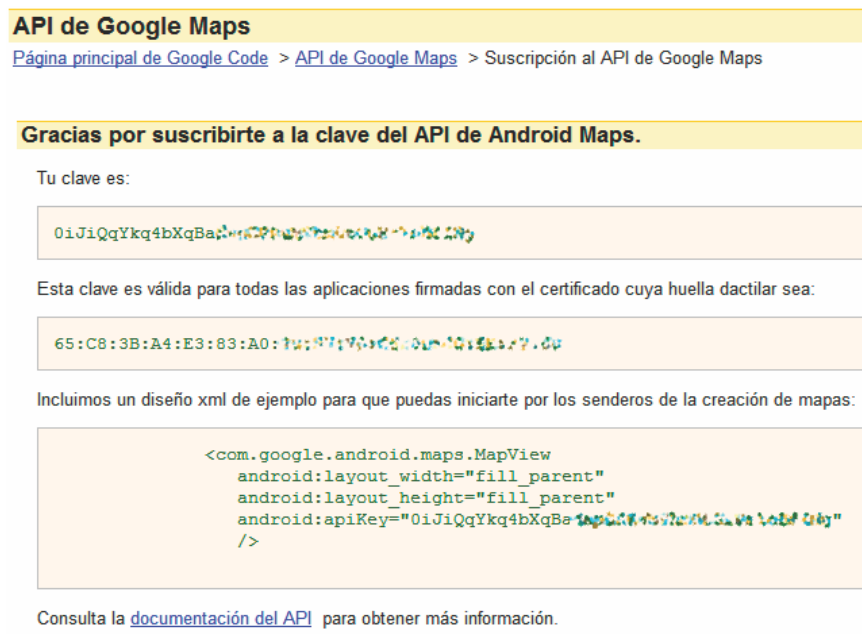 API de Google Maps
Página principal de Google Code > API de Google Maps > Suscripción al API de Google Maps
Gracias por suscribirte a la clave del API de Android Maps.
Tu clave es:
0iJiQqYkq4bXqBa
Esta clave es válida para todas las aplicaciones firmadas con el certificado cuya huella dactilar sea:
65:C8:3B:A4:E3:83:A0:
Incluimos un diseño xml de ejemplo para que puedas iniciarte por los senderos de la creación de mapas:
<com.google.android.maps.MapView
android:layout_width="fill_parent"
android:layout_height="fill_parent"
android:apiKey="0iJiQqYkq4bXqBa"
/>
Consulta la documentación del API para obtener más información.